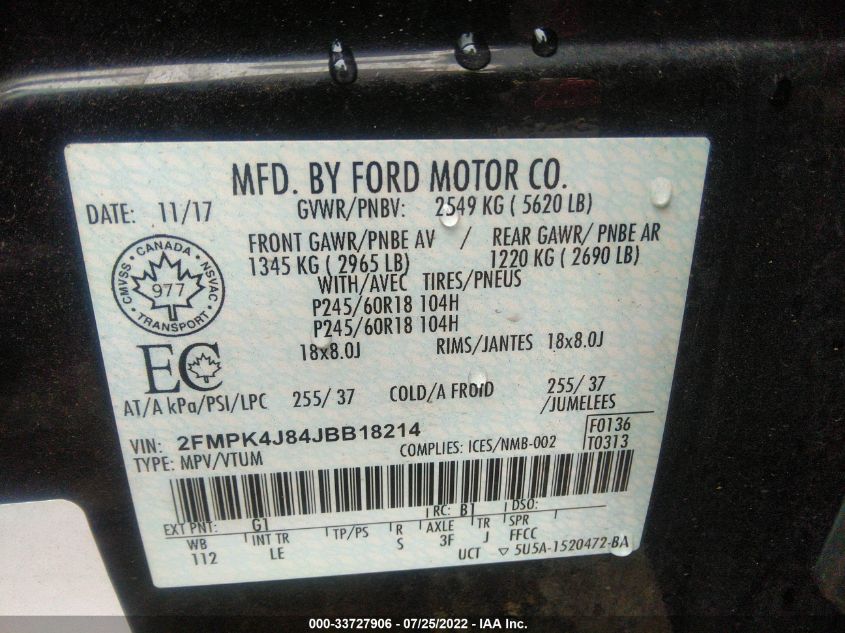 MFD. BY FORD MOTOR CO.
DATE: 11/17 GVWR/PNBV: 2549 KG ( 5620 LB)
FRONT GAWR/PNBE AV / REAR GAWR/ PNBE AR
1345 KG ( 2965 LB) 1220 KG ( 2690 LB)
WITH/AVEC TIRES/PNEUS
P245/60R18 104H
P245/60R18 104H
18x8.0J RIMS/JANTES 18x8.0J
CANADA
CMVSS NSVAC
977
TRANSPORT
EC
AT/A kPa/PSI/LPC 255/ 37 COLD/A FROID 255/ 37
/JUMELEES
VIN: 2FMPK4J84JBB18214 F0136
TYPE: MPV/VTUM COMPLIES: ICES/NMB-002 T0313
EXT PNT: G1 RC: B DSO:
WB INT TR TP/PS R AXLE TR SPR
112 LE S 3F J FFCC
UCT ▽ 5U5A-1520472-BA
000-33727906 - 07/25/2022 - IAA Inc.